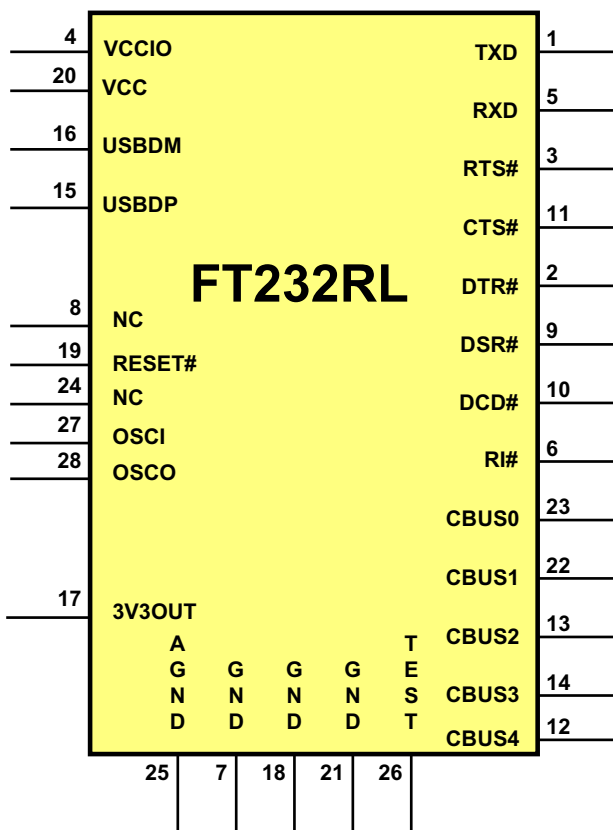 4 VCCIO TXD 1
20 VCC
RXD 5
16 USBDM
RTS# 3
15 USBDP
CTS# 11
FT232RL
DTR# 2
8 NC
DSR# 9
19 RESET#
24 NC
DCD# 10
27 OSCI
28 OSCO
RI# 6
CBUS0 23
CBUS1 22
17 3V3OUT
CBUS2 13
AGND GND GND GND TEST
CBUS3 14
CBUS4 12
25 7 18 21 26